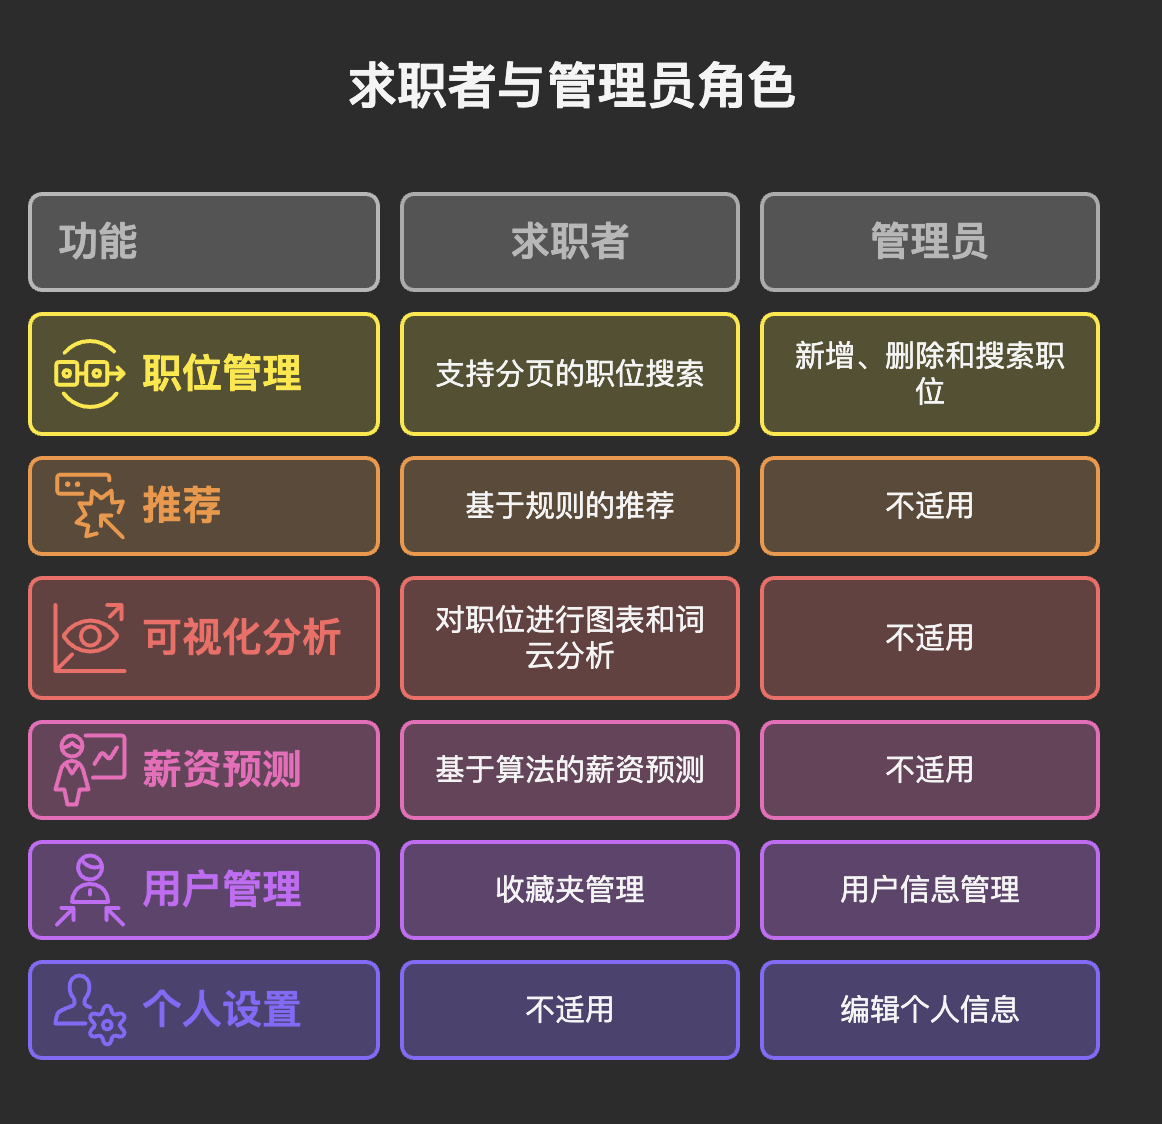 求职者与管理员角色
功能
求职者
管理员
职位管理
支持分页的职位搜索
新增、删除和搜索职
位
推荐
基于规则的推荐
不适用
可视化分析
对职位进行图表和词
云分析
不适用
薪资预测
基于算法的薪资预测
不适用
用户管理
收藏夹管理
用户信息管理
个人设置
不适用
编辑个人信息